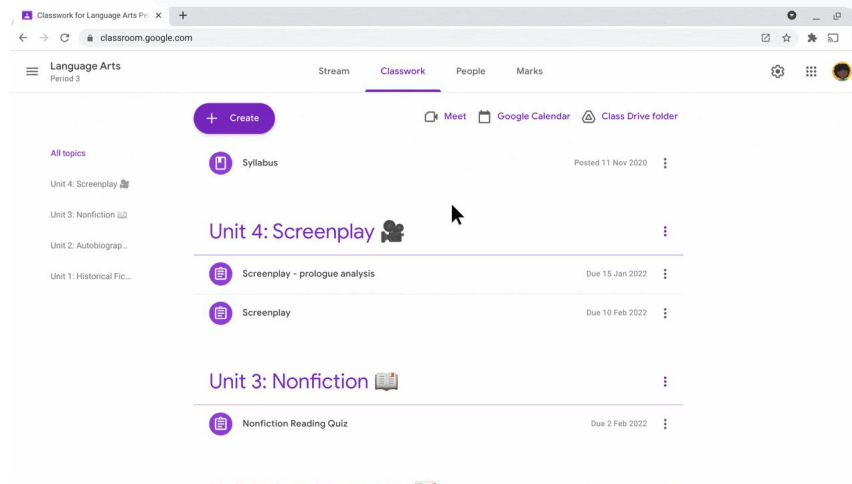 Classwork for Language Arts Pe
classroom.google.com
Language Arts
Period 3
Stream Classwork People Marks
Create
Meet Google Calendar Class Drive folder
All topics
Unit 4: Screenplay 🎥
Unit 3: Nonfiction 📖
Unit 2: Autobiograp...
Unit 1: Historical Fic...
Syllabus Posted 11 Nov 2020
Unit 4: Screenplay 🎥
Screenplay - prologue analysis Due 15 Jan 2022
Screenplay Due 10 Feb 2022
Unit 3: Nonfiction 📖
Nonfiction Reading Quiz Due 2 Feb 2022